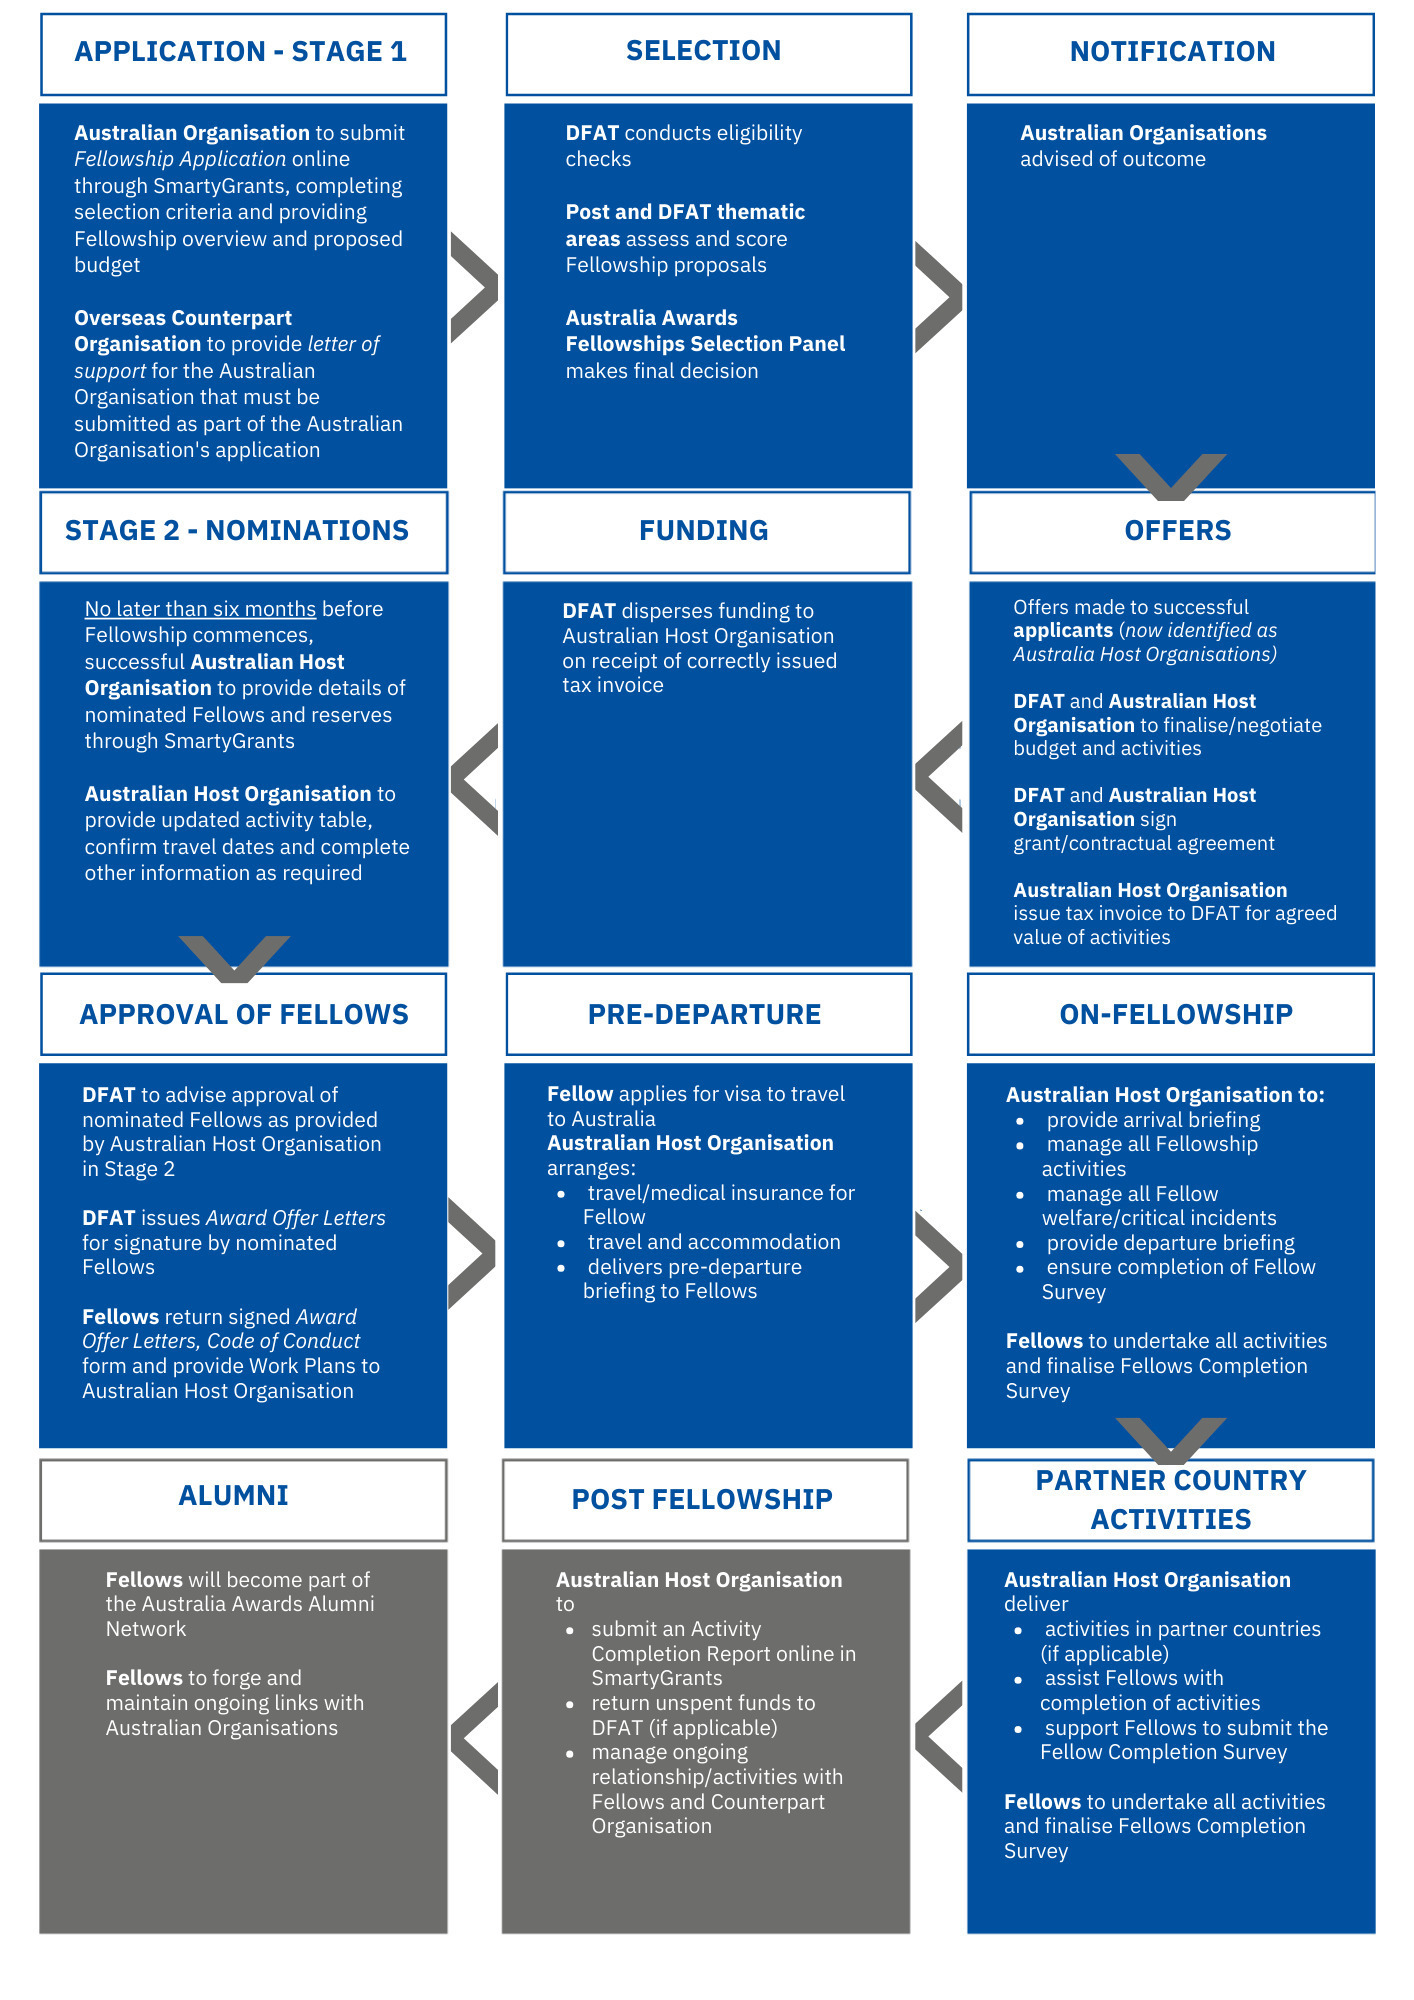 APPLICATION - STAGE 1
Australian Organisation to submit
Fellowship Application online
through SmartyGrants, completing
selection criteria and providing
Fellowship overview and proposed
budget
Overseas Counterpart
Organisation to provide letter of
support for the Australian
Organisation that must be
submitted as part of the Australian
Organisation's application
SELECTION
DFAT conducts eligibility
checks
Post and DFAT thematic
areas assess and score
Fellowship proposals
Australia Awards
Fellowships Selection Panel
makes final decision
NOTIFICATION
Australian Organisations
advised of outcome
OFFERS
Offers made to successful
applicants (now identified as
Australia Host Organisations)
DFAT and Australian Host
Organisation to finalise/negotiate
budget and activities
DFAT and Australian Host
Organisation sign
grant/contractual agreement
Australian Host Organisation
issue tax invoice to DFAT for agreed
value of activities
FUNDING
DFAT disperses funding to
Australian Host Organisation
on receipt of correctly issued
tax invoice
STAGE 2 - NOMINATIONS
No later than six months before
Fellowship commences,
successful Australian Host
Organisation to provide details of
nominated Fellows and reserves
through SmartyGrants
Australian Host Organisation to
provide updated activity table,
confirm travel dates and complete
other information as required
APPROVAL OF FELLOWS
DFAT to advise approval of
nominated Fellows as provided
by Australian Host Organisation
in Stage 2
DFAT issues Award Offer Letters
for signature by nominated
Fellows
Fellows return signed Award
Offer Letters, Code of Conduct
form and provide Work Plans to
Australian Host Organisation
PRE-DEPARTURE
Fellow applies for visa to travel
to Australia
Australian Host Organisation
arranges:
• travel/medical insurance for
Fellow
• travel and accommodation
• delivers pre-departure
briefing to Fellows
ON-FELLOWSHIP
Australian Host Organisation to:
• provide arrival briefing
• manage all Fellowship
activities
• manage all Fellow
welfare/critical incidents
• provide departure briefing
• ensure completion of Fellow
Survey
Fellows to undertake all activities
and finalise Fellows Completion
Survey
PARTNER COUNTRY
ACTIVITIES
Australian Host Organisation
deliver
• activities in partner countries
(if applicable)
• assist Fellows with
completion of activities
• support Fellows to submit the
Fellow Completion Survey
Fellows to undertake all activities
and finalise Fellows Completion
Survey
POST FELLOWSHIP
Australian Host Organisation
to
• submit an Activity
Completion Report online in
SmartyGrants
• return unspent funds to
DFAT (if applicable)
• manage ongoing
relationship/activities with
Fellows and Counterpart
Organisation
ALUMNI
Fellows will become part of
the Australia Awards Alumni
Network
Fellows to forge and
maintain ongoing links with
Australian Organisations